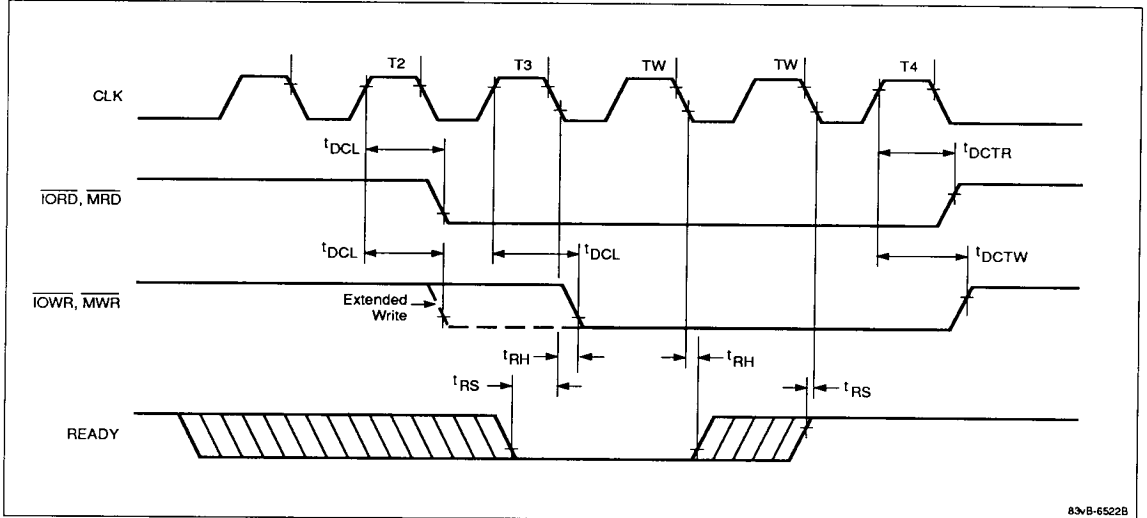 T2 T3 TW TW T4
CLK
tDCL tDCTR
IORD, MRD
tDCL tDCL tDCTW
IOWR, MWR
Extended
Write
tRH tRH
tRS tRS
READY
83vB-6522B